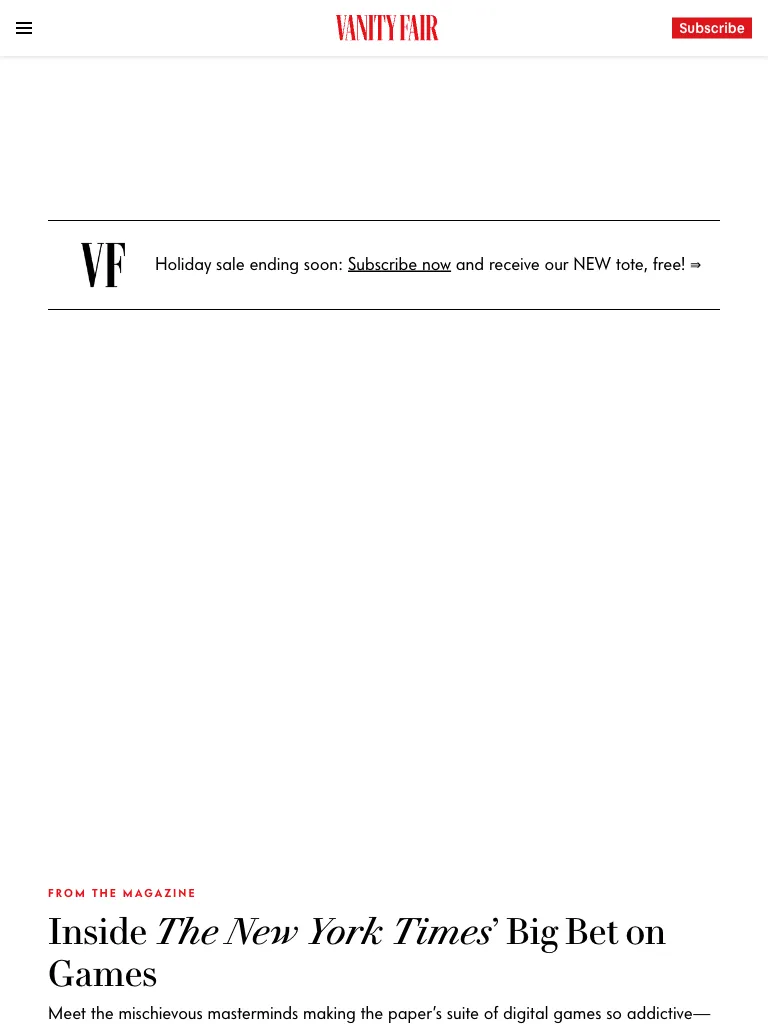 VANITY FAIR
Subscribe
VF
Holiday sale ending soon: Subscribe now and receive our NEW tote, free! ⇛
FROM THE MAGAZINE
Inside The New York Times’ Big Bet on
Games
Meet the mischievous masterminds making the paper’s suite of digital games so addictive—